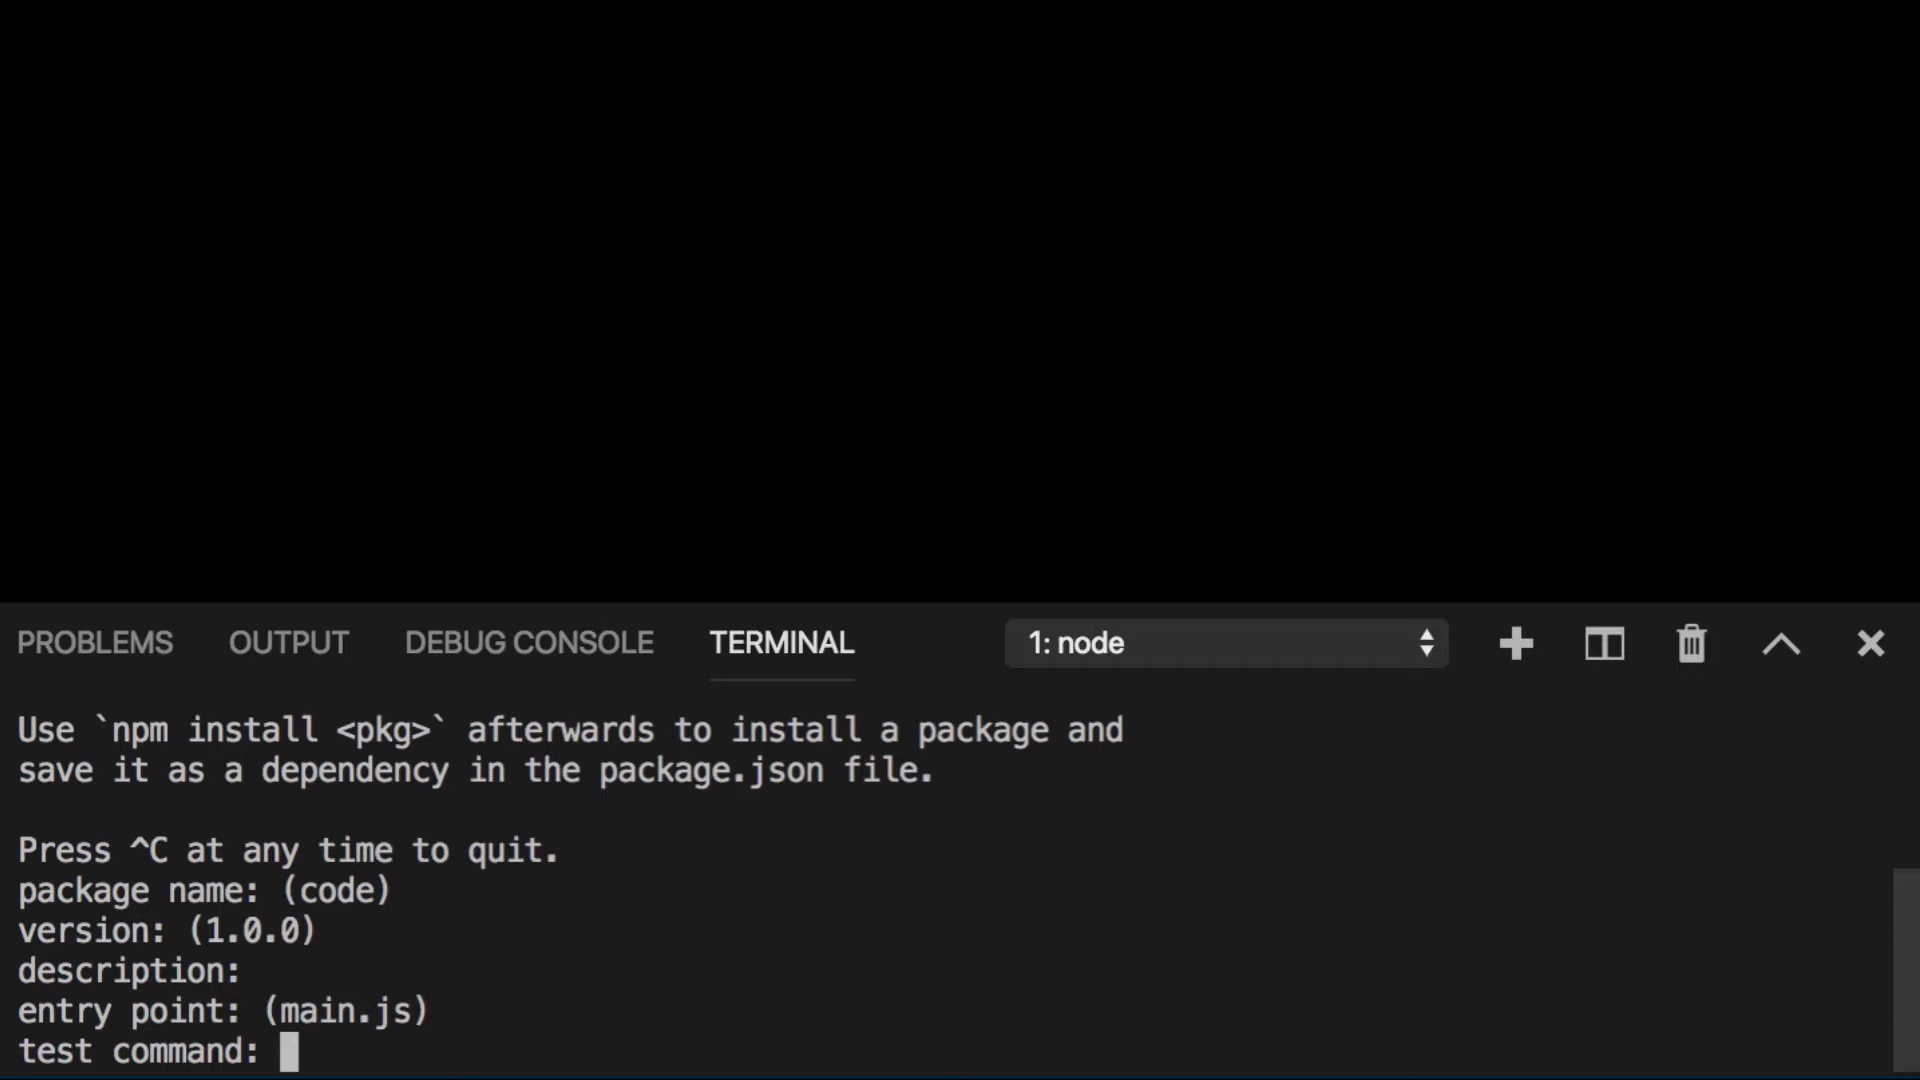 PROBLEMS OUTPUT DEBUG CONSOLE TERMINAL 1: node
Use `npm install <pkg>` afterwards to install a package and
save it as a dependency in the package.json file.
Press ^C at any time to quit.
package name: (code)
version: (1.0.0)
description:
entry point: (main.js)
test command: